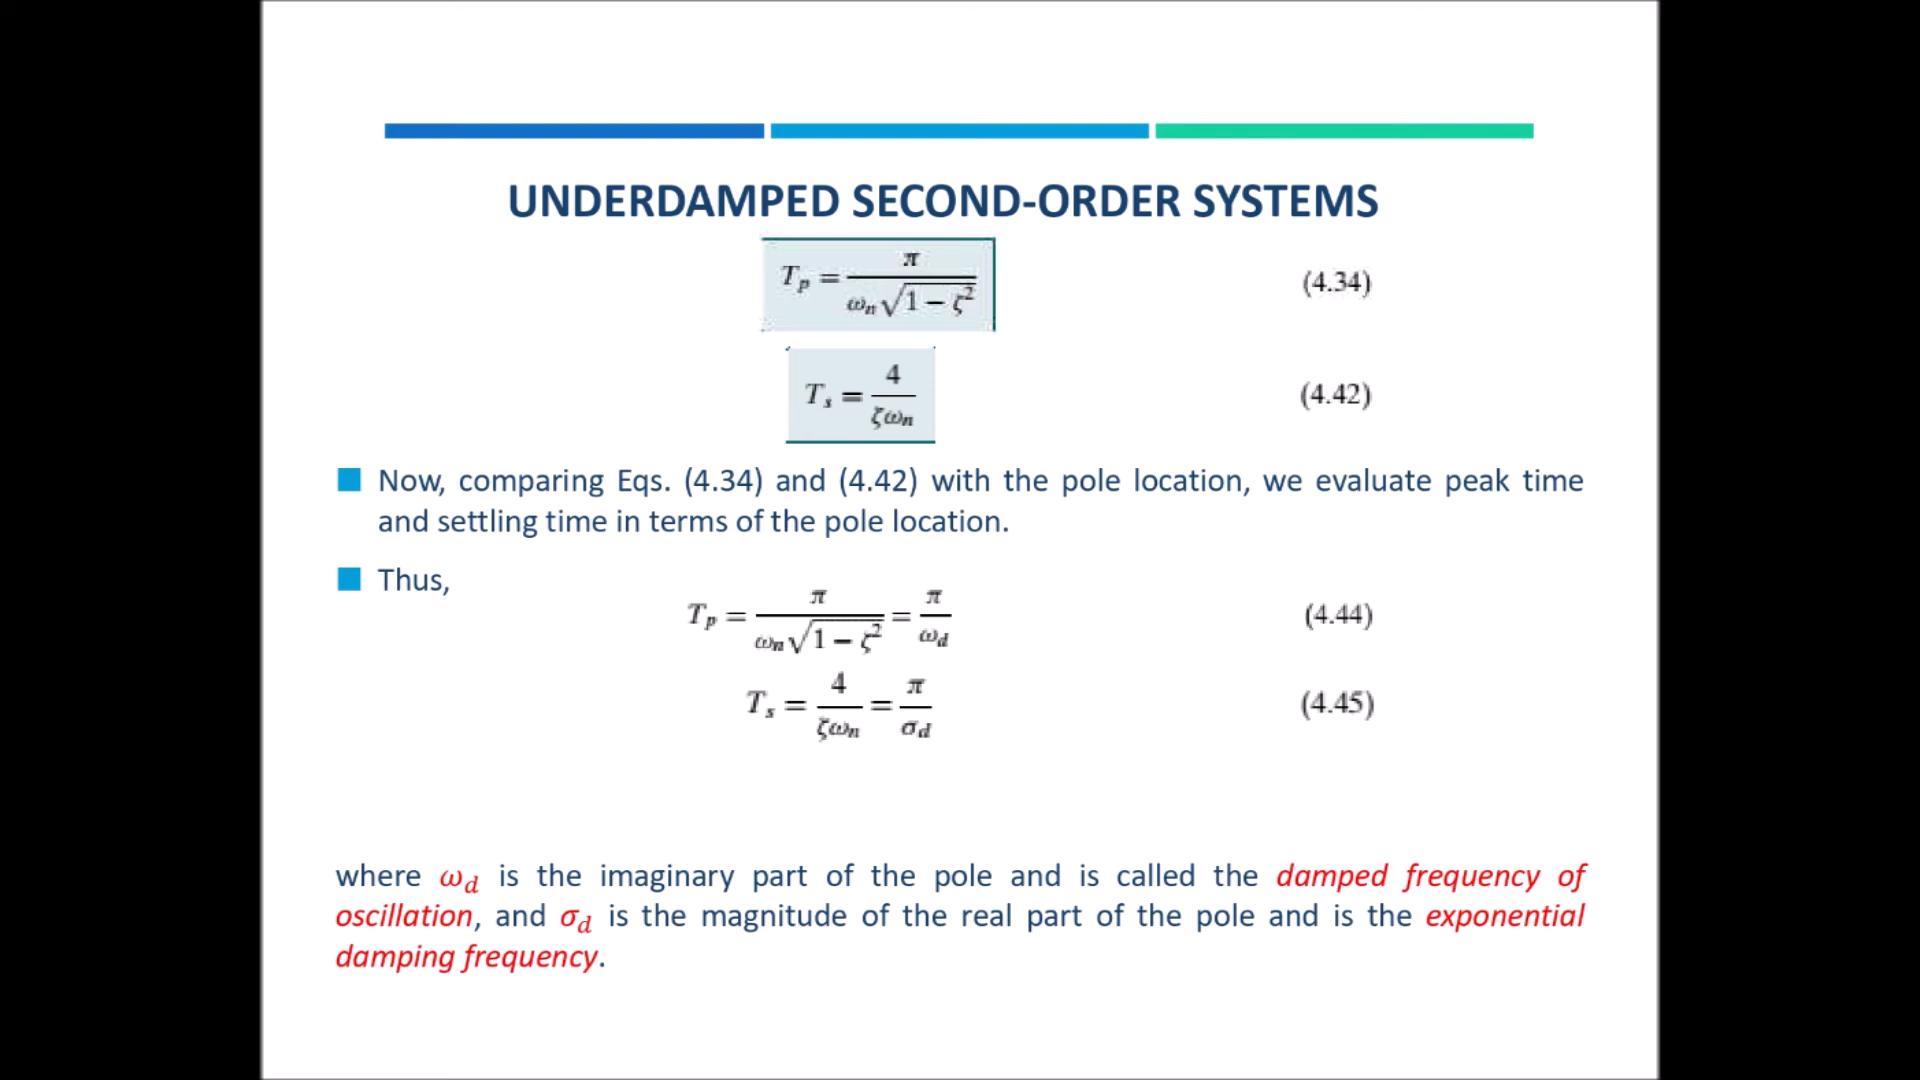 UNDERDAMPED SECOND-ORDER SYSTEMS
T_p = π / (ω_n √(1 − ζ²)) (4.34)
T_s = 4 / (ζω_n) (4.42)
Now, comparing Eqs. (4.34) and (4.42) with the pole location, we evaluate peak time
and settling time in terms of the pole location.
Thus,
T_p = π / (ω_n √(1 − ζ²)) = π / ω_d (4.44)
T_s = 4 / (ζω_n) = π / σ_d (4.45)
where ω_d is the imaginary part of the pole and is called the damped frequency of
oscillation, and σ_d is the magnitude of the real part of the pole and is the exponential
damping frequency.